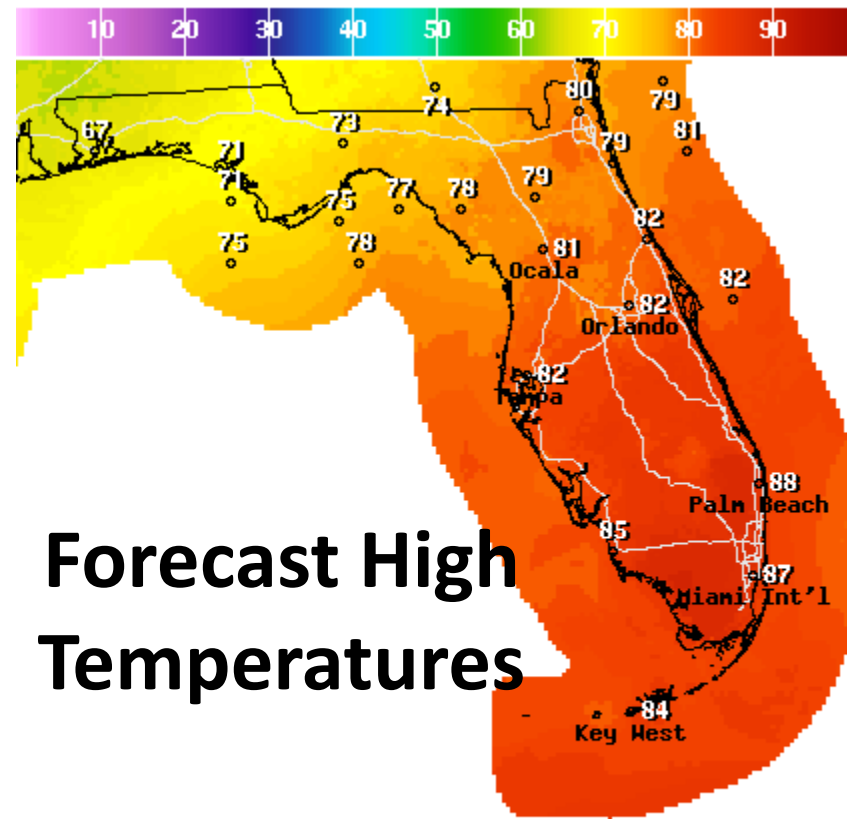 10 20 30 40 50 60 70 80 90
80 79
74
67 73 81
71 79
71 75 77 78 79
82
75 78 81
Ocala
82
82
Orlando
82
Tampa
88
Palm Beach
85
87
Miami Int'l
Forecast High
Temperatures
84
Key West